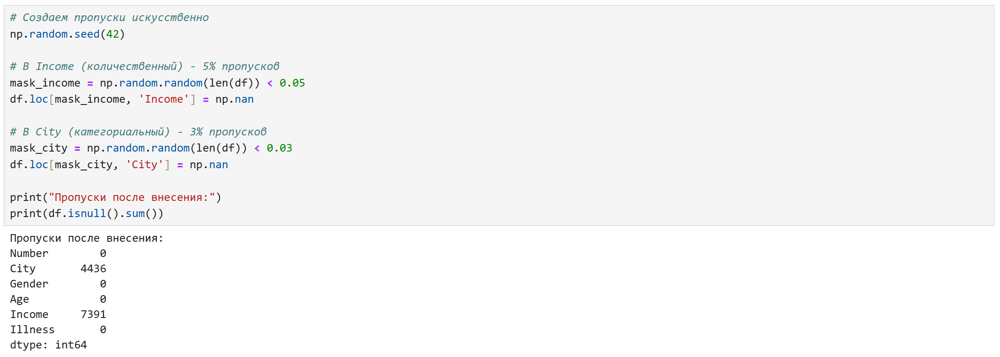 # Создаем пропуски искусственно
np.random.seed(42)
# В Income (количественный) - 5% пропусков
mask_income = np.random.random(len(df)) < 0.05
df.loc[mask_income, 'Income'] = np.nan
# В City (категориальный) - 3% пропусков
mask_city = np.random.random(len(df)) < 0.03
df.loc[mask_city, 'City'] = np.nan
print("Пропуски после внесения:")
print(df.isnull().sum())
Пропуски после внесения:
Number        0
City       4436
Gender        0
Age           0
Income     7391
Illness       0
dtype: int64